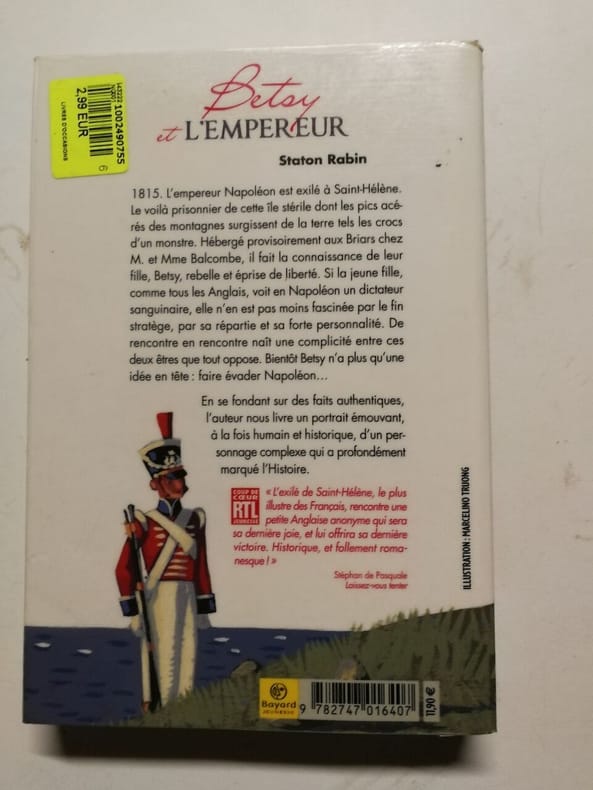 Betsy
et L'EMPEREUR
Staton Rabin
1002490755
2,99 EUR
LIVRES D'OCCASIONS
6
1815. L'empereur Napoléon est exilé à Saint-Hélène.
Le voilà prisonnier de cette île stérile dont les pics acé-
rés des montagnes surgissent de la terre tels les crocs
d'un monstre. Hébergé provisoirement aux Briars chez
M. et Mme Balcombe, il fait la connaissance de leur
fille, Betsy, rebelle et éprise de liberté. Si la jeune fille,
comme tous les Anglais, voit en Napoléon un dictateur
sanguinaire, elle n'en est pas moins fascinée par le fin
stratège, par sa répartie et sa forte personnalité. De
rencontre en rencontre naît une complicité entre ces
deux êtres que tout oppose. Bientôt Betsy n'a plus qu'une
idée en tête : faire évader Napoléon...
En se fondant sur des faits authentiques,
l'auteur nous livre un portrait émouvant,
à la fois humain et historique, d'un per-
sonnage complexe qui a profondément
marqué l'Histoire.
COUP DE
CŒUR
RTL
JEUNESSE
« L'exilé de Saint-Hélène, le plus
illustre des Français, rencontre une
petite Anglaise anonyme qui sera
sa dernière joie, et lui offrira sa dernière
victoire. Historique, et follement roma-
nesque ! »
Stéphan de Pasquale
Laissez-vous tenter
ILLUSTRATION : MARCELINO TRUONG
Bayard
JEUNESSE
9 782747 016407
11,90 €